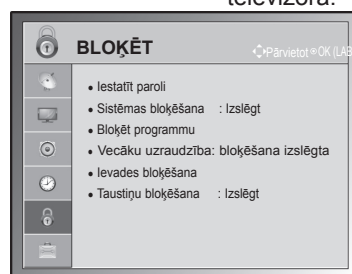 televizora.
BLOĶĒT
Pārvietot OK (LAB
• Iestatīt paroli
• Sistēmas bloķēšana : Izslēgt
• Bloķēt programmu
• Vecāku uzraudzība: bloķēšana izslēgta
• Ievades bloķēšana
• Taustiņu bloķēšana : Izslēgt